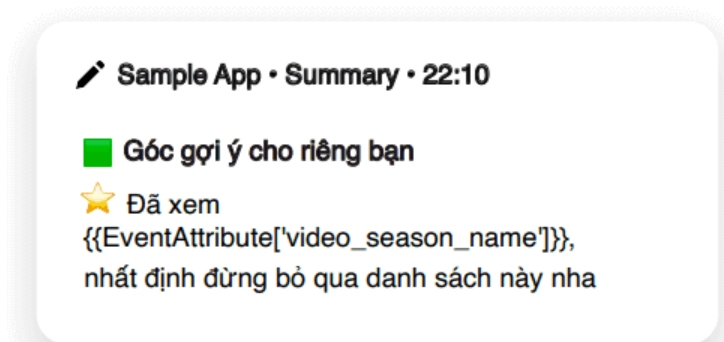 Sample App • Summary • 22:10
Góc gợi ý cho riêng bạn
Đã xem
{{EventAttribute['video_season_name']}},
nhất định đừng bỏ qua danh sách này nha